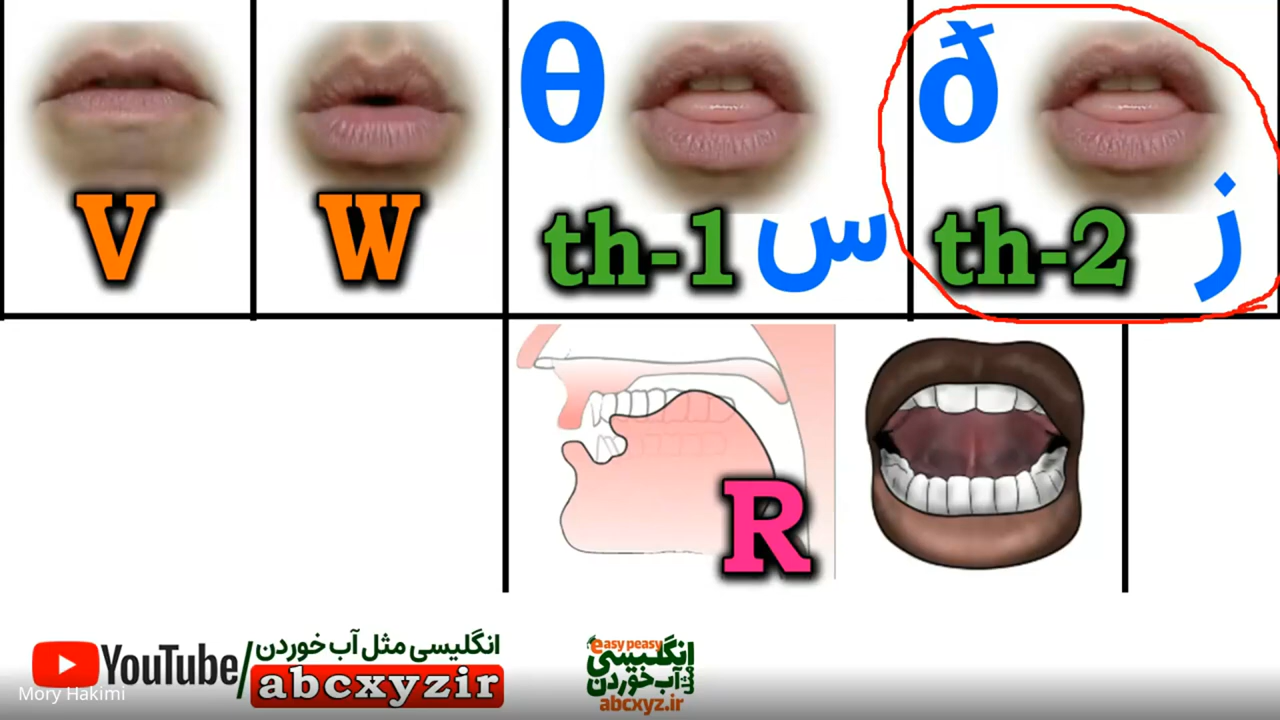 V
W
θ
th-1
س
ð
th-2
ز
R
YouTube/
انگلیسی مثل آب خوردن
abcxyzir
Mory Hakimi
easy peasy
انگلیسی
مثل
آب خوردن
abcxyz.ir